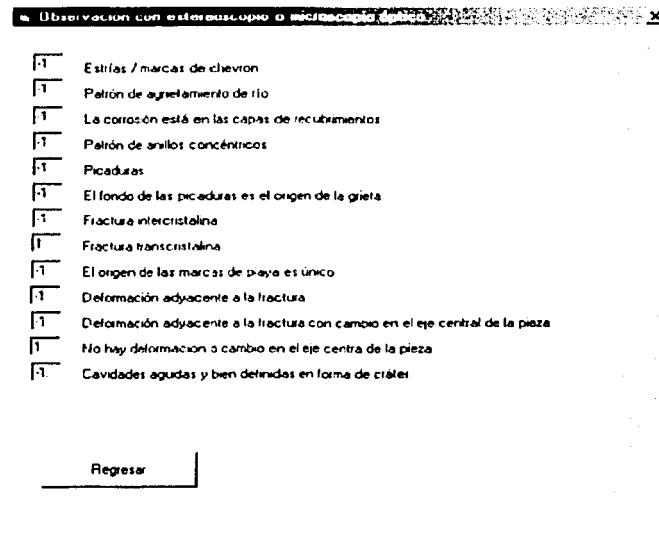 Observación con estereoscopio o microscopio óptico
-1 Estrías / marcas de chevron
-1 Patrón de agrietamiento de río
-1 La corrosión está en las capas de recubrimientos
-1 Patrón de anillos concéntricos
-1 Picaduras
-1 El fondo de las picaduras es el origen de la grieta
-1 Fractura intercristalina
1 Fractura transcristalina
-1 El origen de las marcas de playa es único
-1 Deformación adyacente a la fractura
-1 Deformación adyacente a la fractura con cambio en el eje central de la pieza
1 No hay deformacion o cambio en el eje centra de la pieza
-1 Cavidades agudas y bien definidas en forma de cráter
Regresar